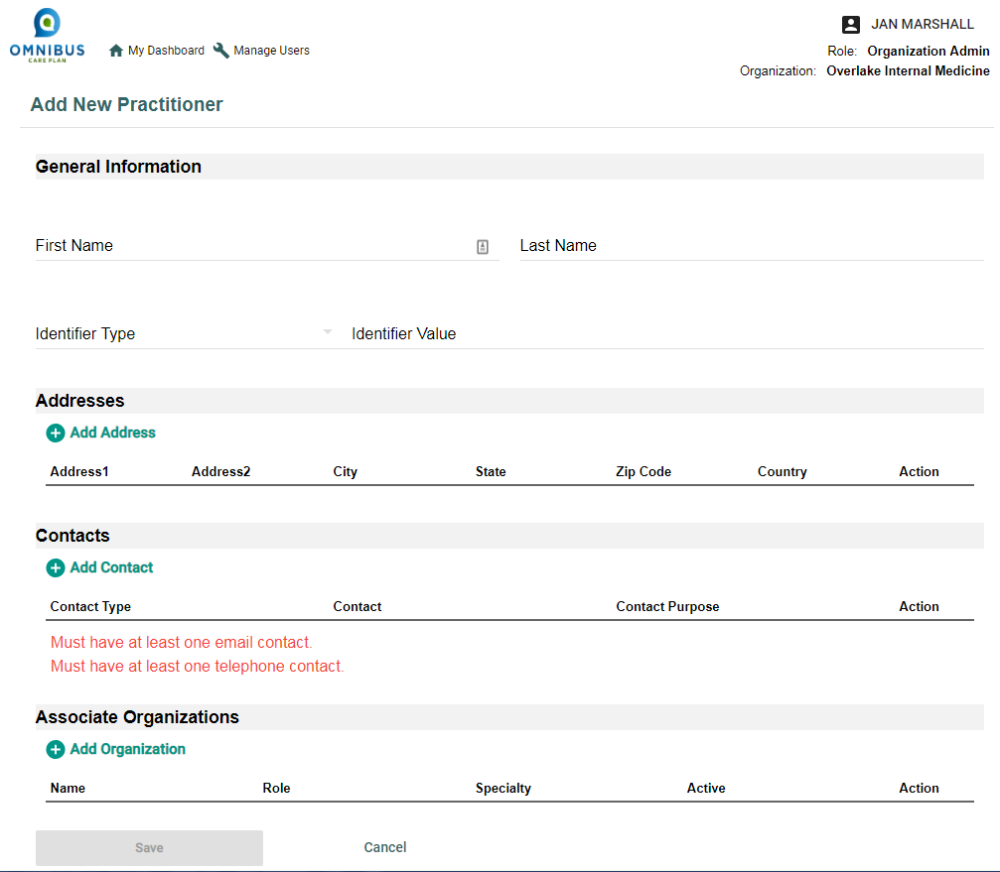 OMNIBUS
CARE PLAN
My Dashboard Manage Users
JAN MARSHALL
Role: Organization Admin
Organization: Overlake Internal Medicine
Add New Practitioner
General Information
First Name Last Name
Identifier Type Identifier Value
Addresses
Add Address
Address1 Address2 City State Zip Code Country Action
Contacts
Add Contact
Contact Type Contact Contact Purpose Action
Must have at least one email contact.
Must have at least one telephone contact.
Associate Organizations
Add Organization
Name Role Specialty Active Action
Save Cancel